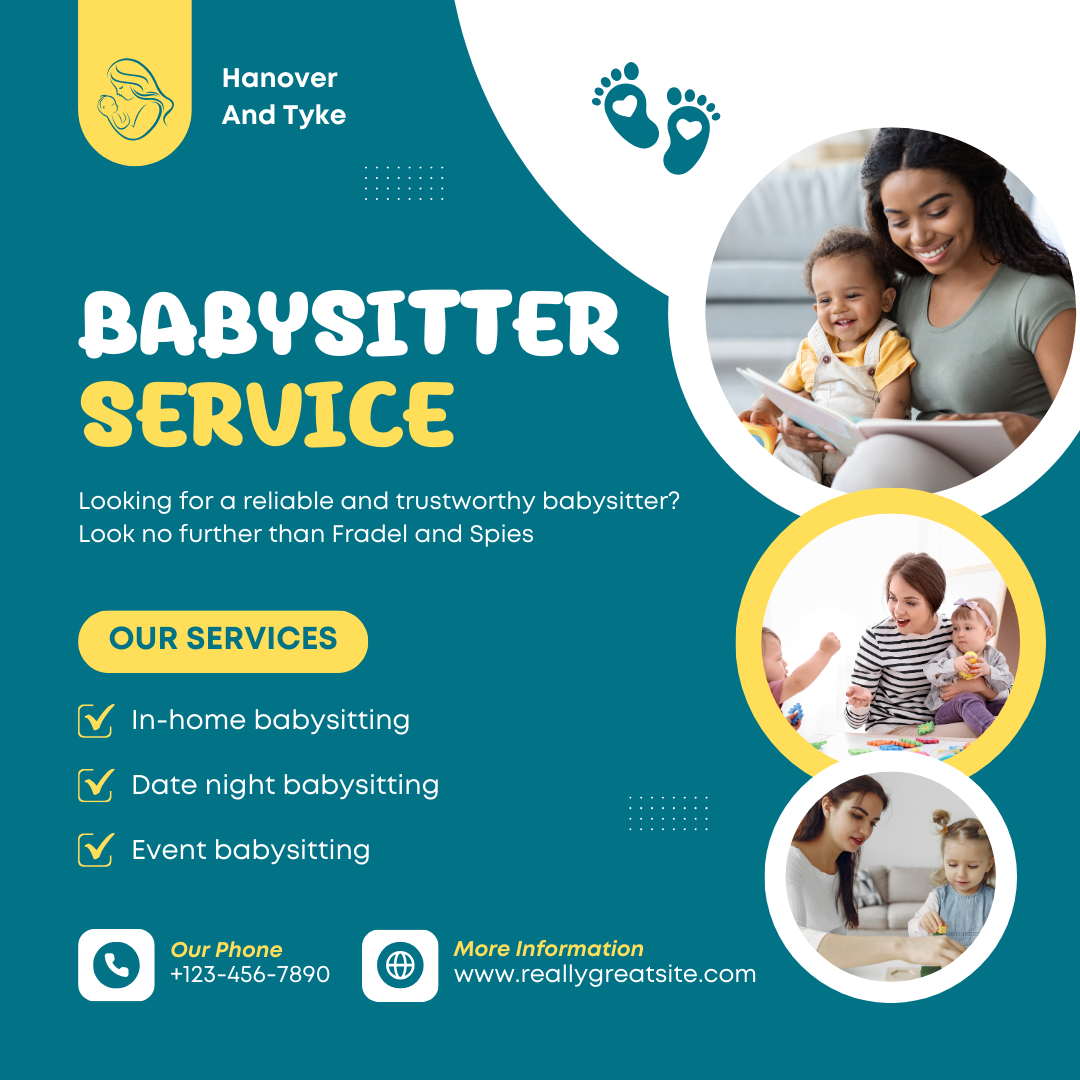 Hanover
And Tyke
BABYSITTER
SERVICE
Looking for a reliable and trustworthy babysitter?
Look no further than Fradel and Spies
OUR SERVICES
In-home babysitting
Date night babysitting
Event babysitting
Our Phone
+123-456-7890
More Information
www.reallygreatsite.com